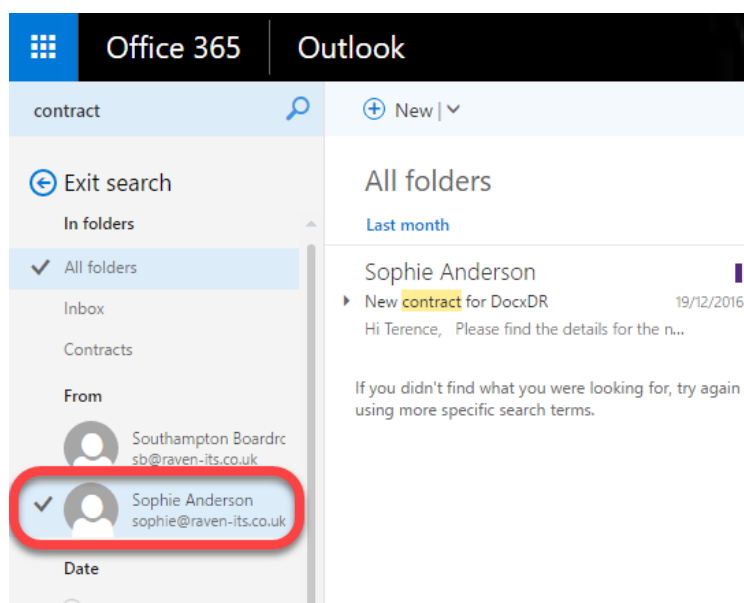 Office 365 Outlook
contract
New
Exit search
In folders
All folders
Inbox
Contracts
From
Southampton Boardrc
sb@raven-its.co.uk
Sophie Anderson
sophie@raven-its.co.uk
Date
All folders
Last month
Sophie Anderson
New contract for DocxDR 19/12/2016
Hi Terence, Please find the details for the n...
If you didn't find what you were looking for, try again
using more specific search terms.